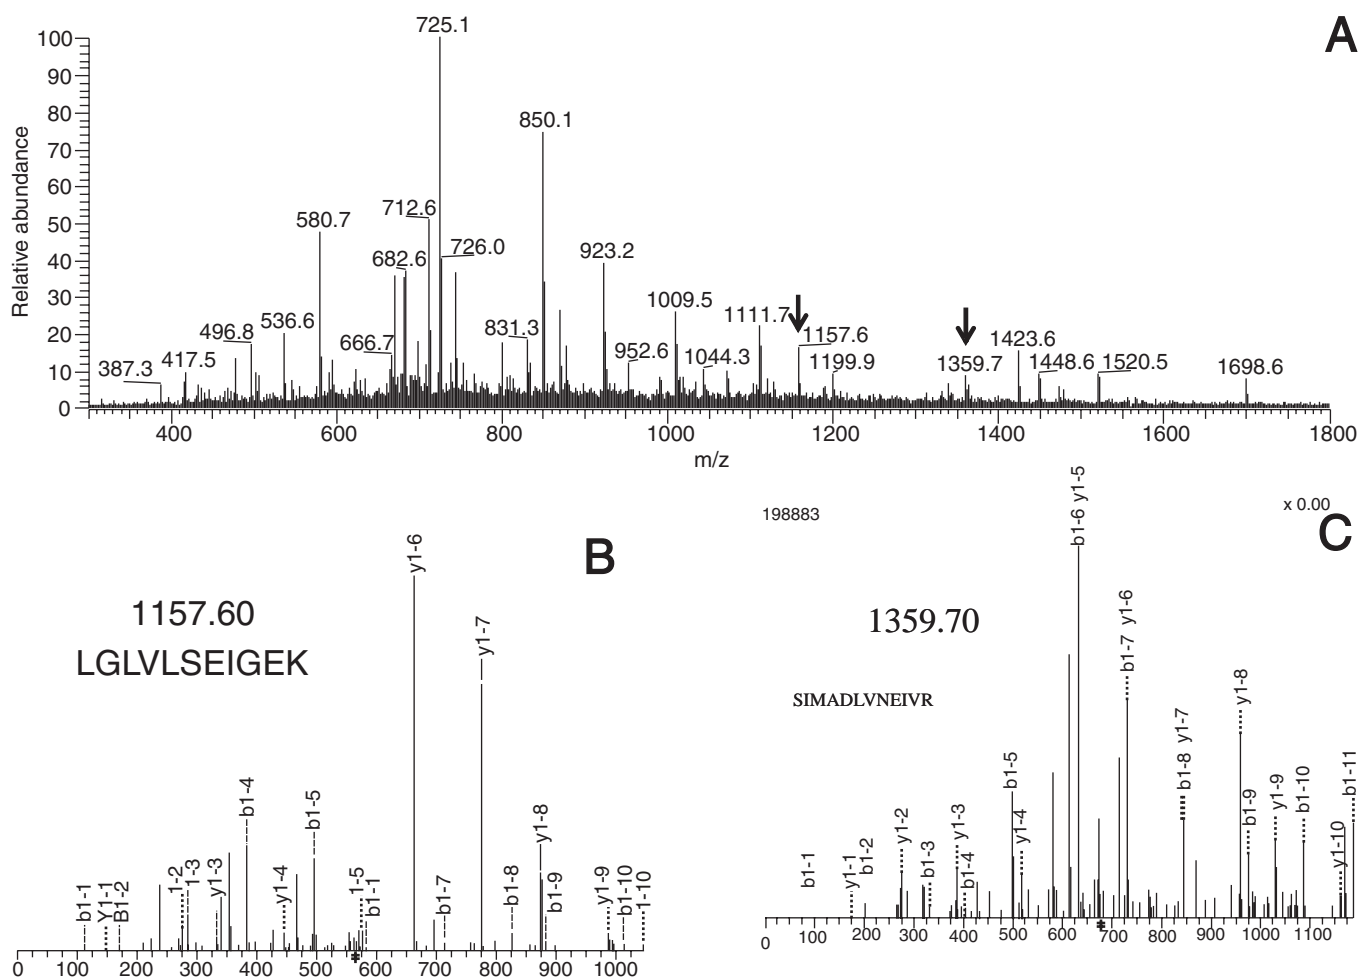 A
725.1
100
90
80
70
60
50
40
30
20
10
0
Relative abundance
850.1
580.7
712.6
726.0
682.6
923.2
1009.5
1111.7
496.8
536.6
666.7
831.3
952.6
1044.3
1157.6
1199.9
1359.7
1423.6
1448.6
1520.5
1698.6
387.3
417.5
400 600 800 1000 1200 1400 1600 1800
m/z
B
1157.60
LGLVLSEIGEK
y1-6
y1-7
b1-4
b1-5
y1-8
b1-1
Y1-1
B1-2
1-2
1-3
y1-3
y1-4
1-5
b1-1
b1-7
b1-8
b1-9
y1-9
b1-10
1-10
0 100 200 300 400 500 600 700 800 900 1000
198883
x 0.00
C
1359.70
SIMADLVNEIVR
b1-6 y1-5
b1-7 y1-6
y1-8
b1-8 y1-7
b1-5
b1-1
y1-1
b1-2
y1-2
b1-3
y1-3
b1-4
y1-4
b1-9
y1-9
b1-10
y1-10
b1-11
0 100 200 300 400 500 600 700 800 900 1000 1100